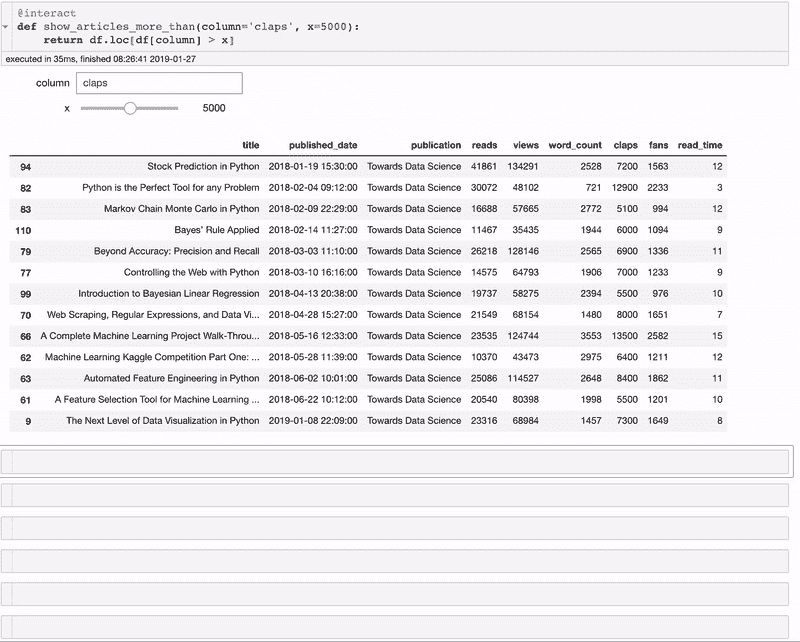 @interact
def show_articles_more_than(column='claps', x=5000):
return df.loc[df[column] > x]
executed in 35ms, finished 08:26:41 2019-01-27
column claps
x 5000
title published_date publication reads views word_count claps fans read_time
94 Stock Prediction in Python 2018-01-19 15:30:00 Towards Data Science 41861 134291 2528 7200 1563 12
82 Python is the Perfect Tool for any Problem 2018-02-04 09:12:00 Towards Data Science 30072 48102 721 12900 2233 3
83 Markov Chain Monte Carlo in Python 2018-02-09 22:29:00 Towards Data Science 16688 57665 2772 5100 994 12
110 Bayes' Rule Applied 2018-02-14 11:27:00 Towards Data Science 11467 35435 1944 6000 1094 9
79 Beyond Accuracy: Precision and Recall 2018-03-03 11:10:00 Towards Data Science 26218 128146 2565 6900 1336 11
77 Controlling the Web with Python 2018-03-10 16:16:00 Towards Data Science 14575 64793 1906 7000 1233 9
99 Introduction to Bayesian Linear Regression 2018-04-13 20:38:00 Towards Data Science 19737 58275 2394 5500 976 10
70 Web Scraping, Regular Expressions, and Data Vi... 2018-04-28 15:27:00 Towards Data Science 21549 68154 1480 8000 1651 7
66 A Complete Machine Learning Project Walk-Throu... 2018-05-16 12:33:00 Towards Data Science 23535 124744 3553 13500 2582 15
62 Machine Learning Kaggle Competition Part One: ... 2018-05-28 11:39:00 Towards Data Science 10370 43473 2975 6400 1211 12
63 Automated Feature Engineering in Python 2018-06-02 10:01:00 Towards Data Science 25086 114527 2648 8400 1862 11
61 A Feature Selection Tool for Machine Learning ... 2018-06-22 10:12:00 Towards Data Science 20540 80398 1998 5500 1201 10
9 The Next Level of Data Visualization in Python 2019-01-08 22:09:00 Towards Data Science 23316 68984 1457 7300 1649 8